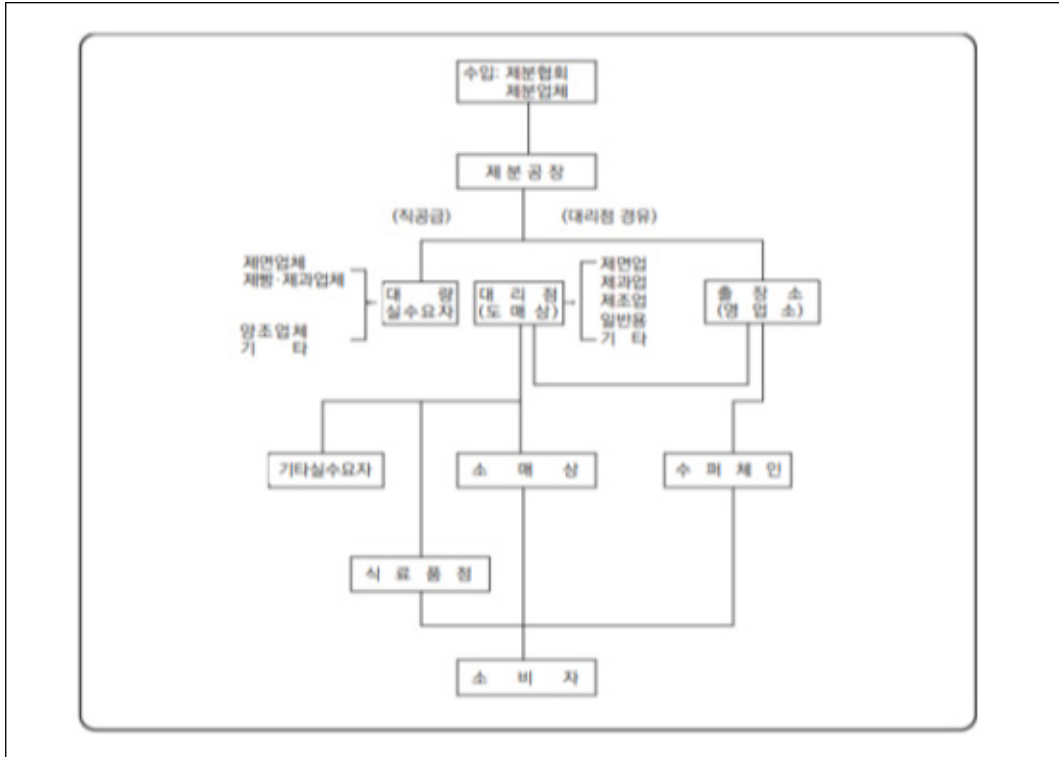 수입: 제분협회
제분업체
제 분 공 장
(직공급)
(대리점 경유)
제면업체
제빵·제과업체
양조업체
기 타
대 량
실수요자
대 리 점
(도 매 상)
제면업
제과업
제조업
일반용
기 타
출 장 소
(영 업 소)
기타실수요자
소 매 상
수 퍼 체 인
식 료 품 점
소 비 자